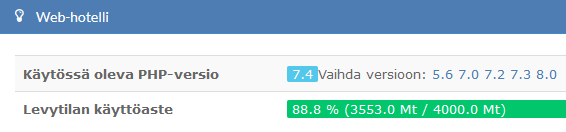 Web-hotelli
Käytössä oleva PHP-versio 7.4 Vaihda versioon: 5.6 7.0 7.2 7.3 8.0
Levytilan käyttöaste 88.8 % (3553.0 Mt / 4000.0 Mt)